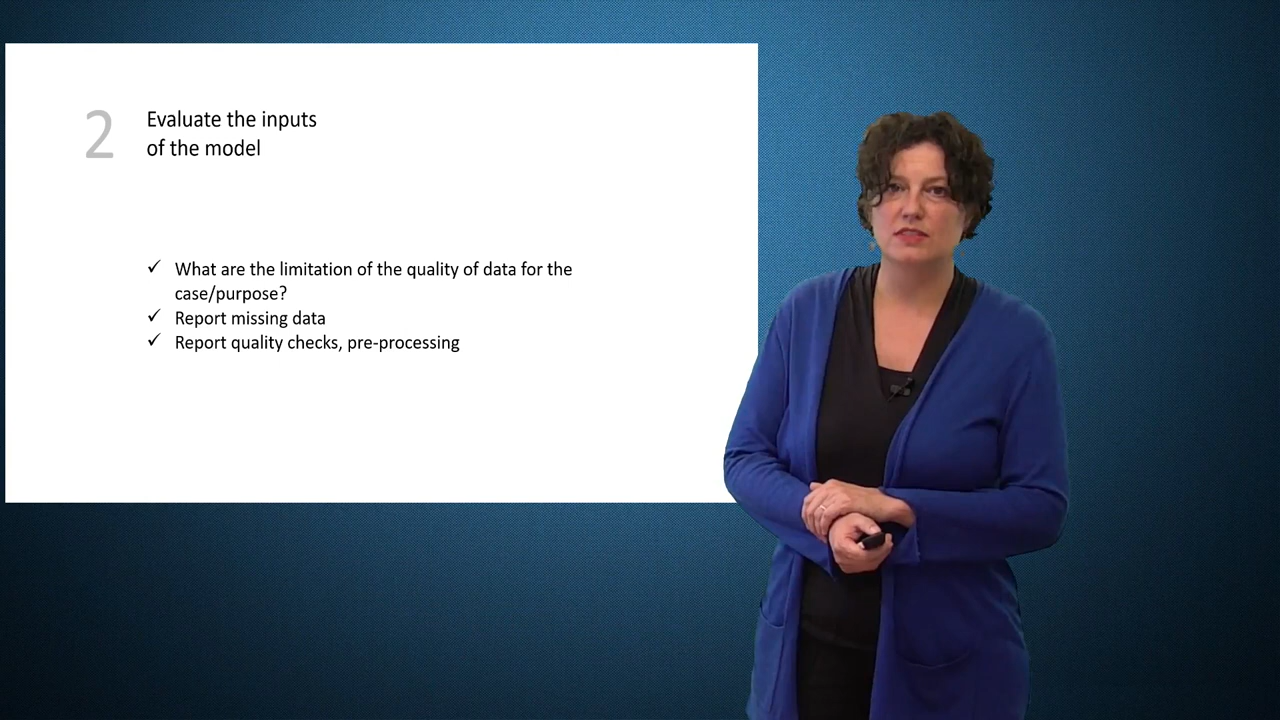 2
Evaluate the inputs
of the model
✓ What are the limitation of the quality of data for the
case/purpose?
✓ Report missing data
✓ Report quality checks, pre-processing